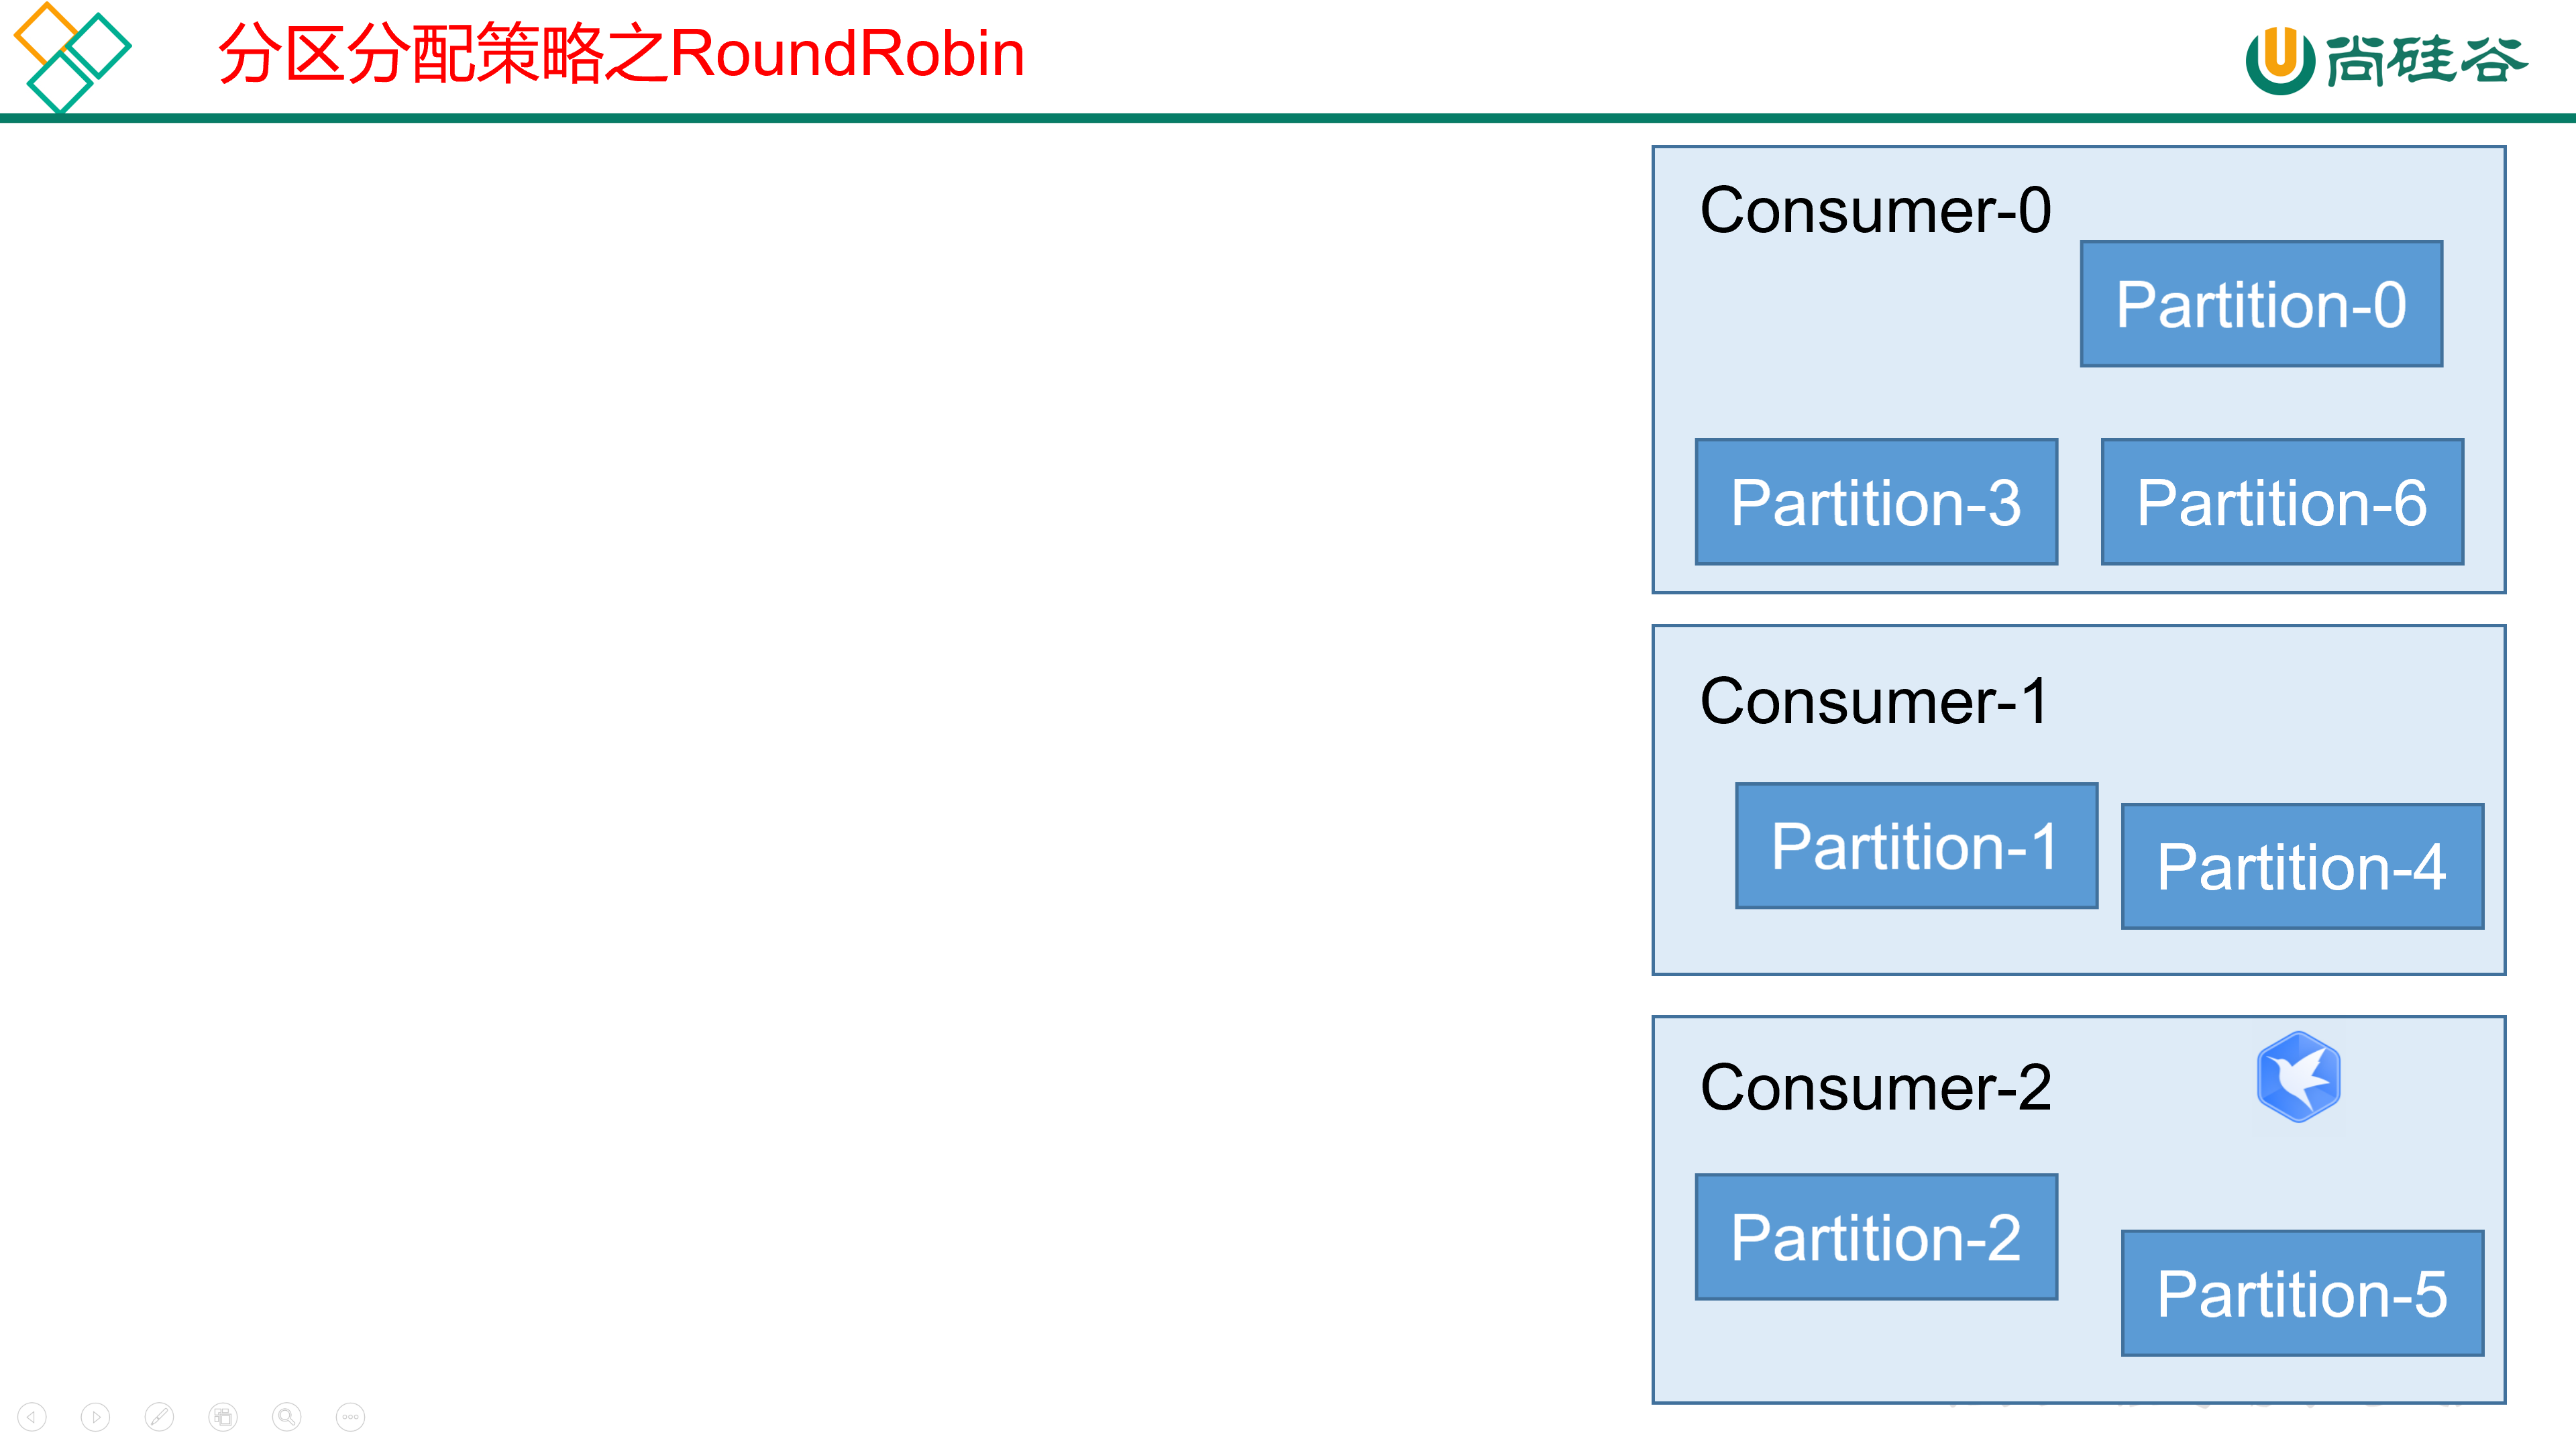 分区分配策略之RoundRobin
尚硅谷
Consumer-0
Partition-0
Partition-3
Partition-6
Consumer-1
Partition-1
Partition-4
Consumer-2
Partition-2
Partition-5